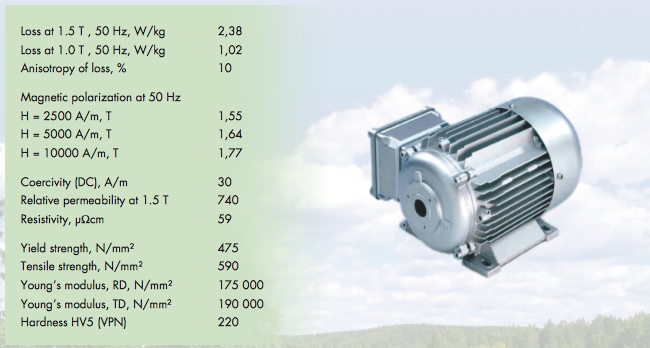 Loss at 1.5 T , 50 Hz, W/kg 2,38
Loss at 1.0 T , 50 Hz, W/kg 1,02
Anisotropy of loss, % 10
Magnetic polarization at 50 Hz
H = 2500 A/m, T 1,55
H = 5000 A/m, T 1,64
H = 10000 A/m, T 1,77
Coercivity (DC), A/m 30
Relative permeability at 1.5 T 740
Resistivity, μΩcm 59
Yield strength, N/mm² 475
Tensile strength, N/mm² 590
Young's modulus, RD, N/mm² 175 000
Young's modulus, TD, N/mm² 190 000
Hardness HV5 (VPN) 220